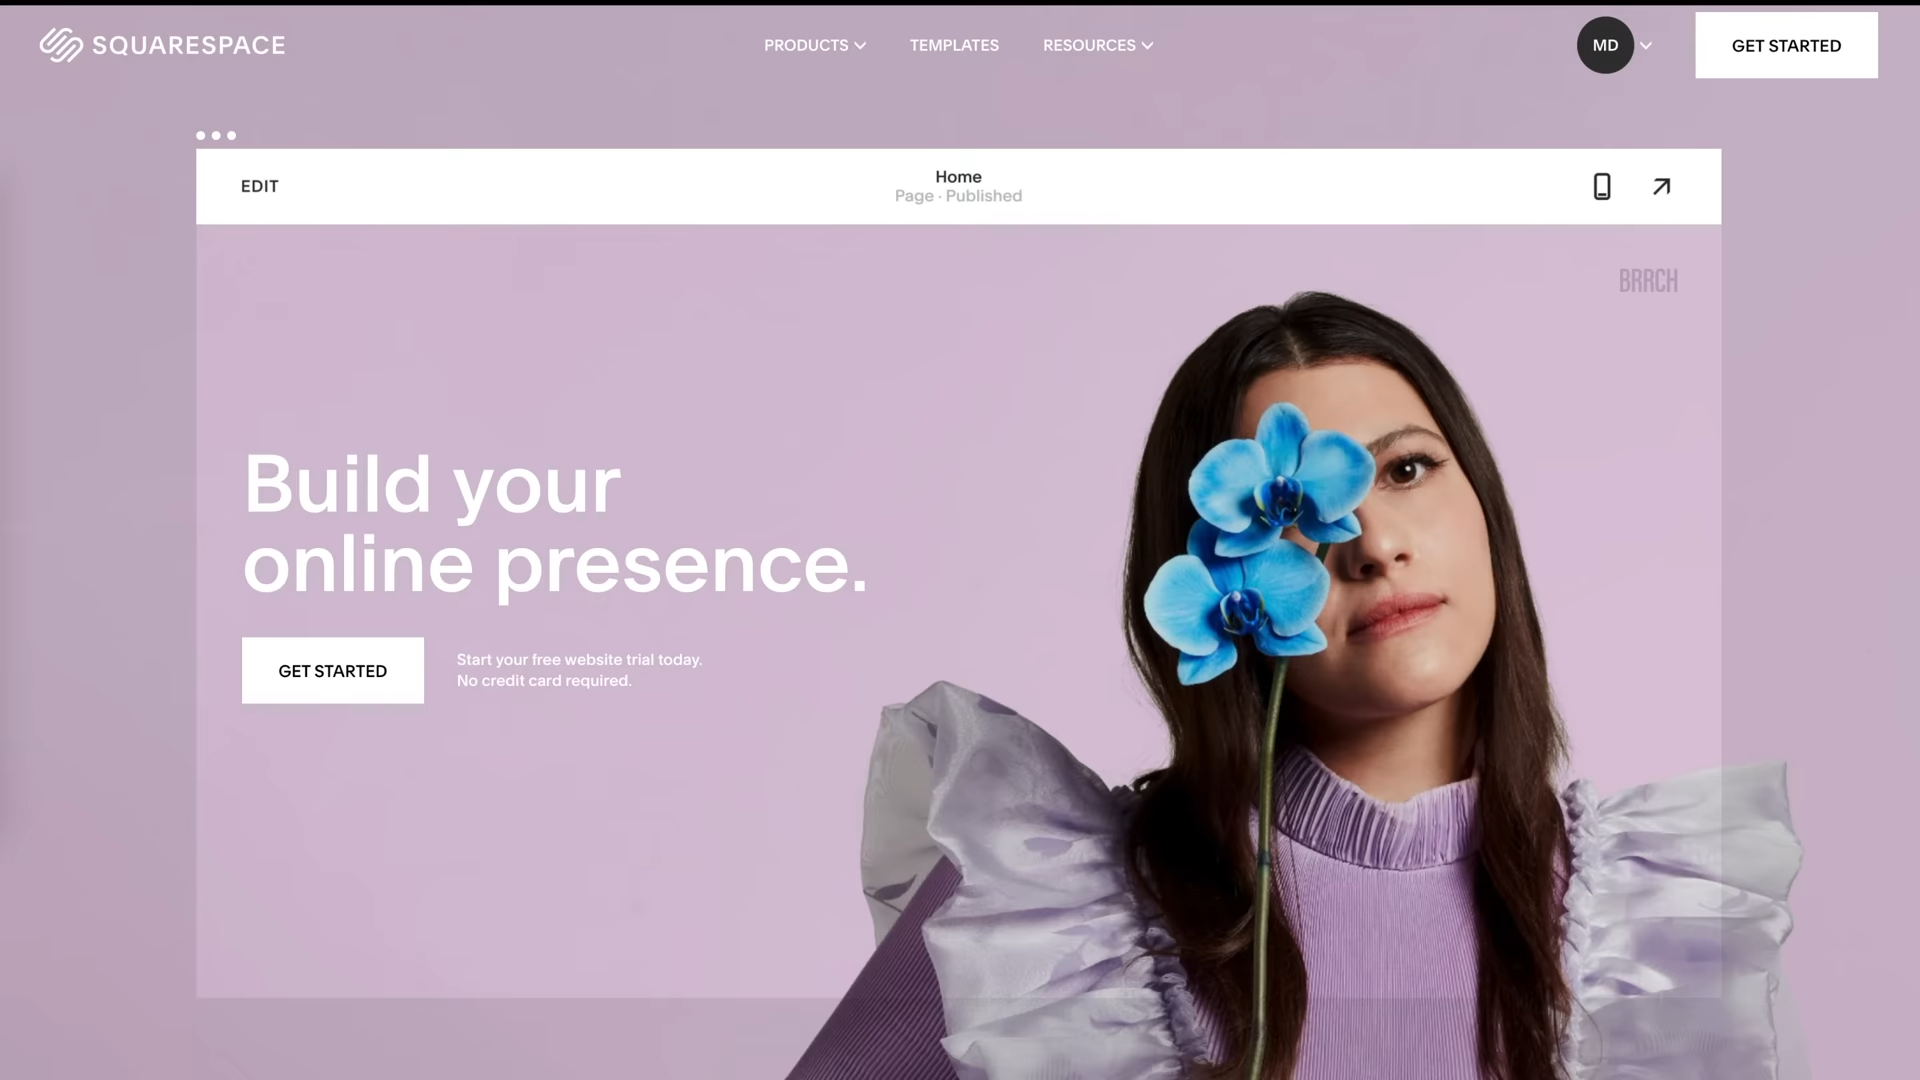 SQUARESPACE
PRODUCTS
TEMPLATES
RESOURCES
MD
GET STARTED
EDIT
Home
Page · Published
BRRCH
Build your
online presence.
GET STARTED
Start your free website trial today.
No credit card required.